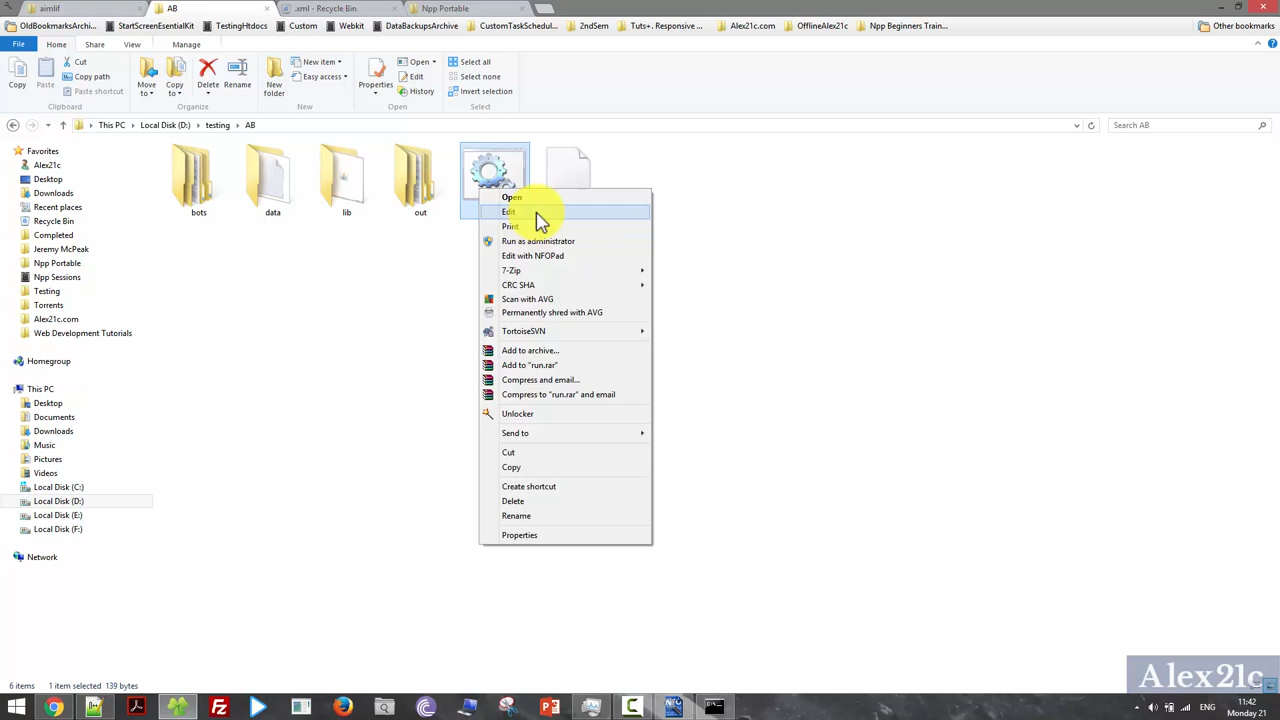 aimlif
AB
.xml - Recycle Bin
Npp Portable
OldBookmarksArchi...
StartScreenEssentialKit
TestingHtdocs
Custom
Webkit
DataBackupsArchive
CustomTaskSchedul...
2ndSem
Tuts+. Responsive ...
Alex21c.com
OfflineAlex21c
Npp Beginners Train...
Other bookmarks
File
Home
Share
View
Manage
Copy
Paste
Cut
Copy path
Paste shortcut
Clipboard
Move to
Copy to
Delete
Rename
Organize
New folder
New item
Easy access
New
Properties
Open
Edit
History
Open
Select all
Select none
Invert selection
Select
This PC
Local Disk (D:)
testing
AB
Search AB
Favorites
Alex21c
Desktop
Downloads
Recent places
Recycle Bin
Completed
Jeremy McPeak
Npp Portable
Npp Sessions
Testing
Torrents
Alex21c.com
Web Development Tutorials
Homegroup
This PC
Desktop
Documents
Downloads
Music
Pictures
Videos
Local Disk (C:)
Local Disk (D:)
Local Disk (E:)
Local Disk (F:)
Network
bots
data
lib
out
Open
Edit
Print
Run as administrator
Edit with NFOPad
7-Zip
CRC SHA
Scan with AVG
Permanently shred with AVG
TortoiseSVN
Add to archive...
Add to "run.rar"
Compress and email...
Compress to "run.rar" and email
Unlocker
Send to
Cut
Copy
Create shortcut
Delete
Rename
Properties
6 items
1 item selected 139 bytes
Alex21c
ENG
11:42
Monday 21